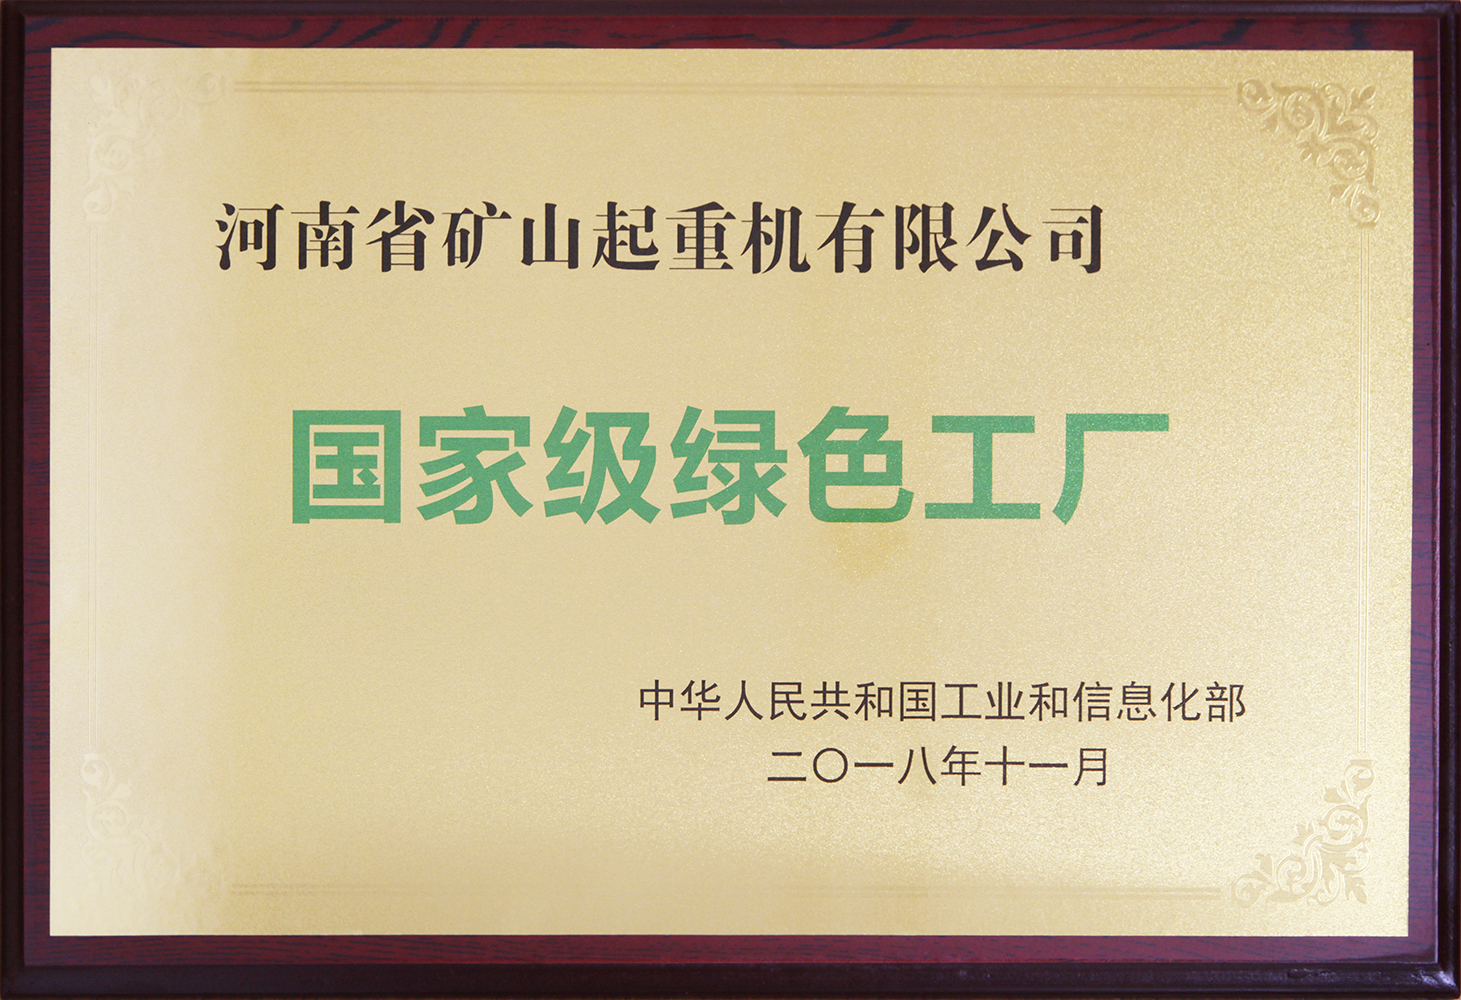 河南省矿山起重机有限公司
国家级绿色工厂
中华人民共和国工业和信息化部
二〇一八年十一月